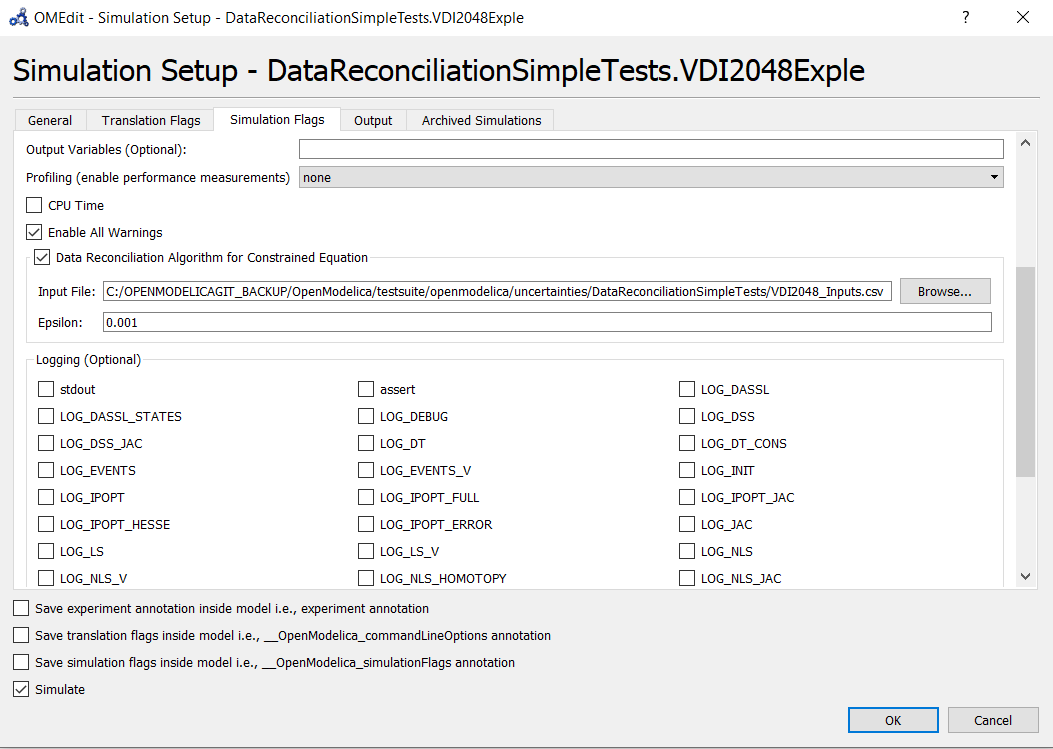 OMEdit - Simulation Setup - DataReconciliationSimpleTests.VDI2048Exple
Simulation Setup - DataReconciliationSimpleTests.VDI2048Exple
General Translation Flags Simulation Flags Output Archived Simulations
Output Variables (Optional):
Profiling (enable performance measurements) none
CPU Time
Enable All Warnings
Data Reconciliation Algorithm for Constrained Equation
Input File: C:/OPENMODELICAGIT_BACKUP/OpenModelica/testsuite/openmodelica/uncertainties/DataReconciliationSimpleTests/VDI2048_Inputs.csv Browse...
Epsilon: 0.001
Logging (Optional)
stdout assert LOG_DASSL
LOG_DASSL_STATES LOG_DEBUG LOG_DSS
LOG_DSS_JAC LOG_DT LOG_DT_CONS
LOG_EVENTS LOG_EVENTS_V LOG_INIT
LOG_IPOPT LOG_IPOPT_FULL LOG_IPOPT_JAC
LOG_IPOPT_HESSE LOG_IPOPT_ERROR LOG_JAC
LOG_LS LOG_LS_V LOG_NLS
LOG_NLS_V LOG_NLS_HOMOTOPY LOG_NLS_JAC
Save experiment annotation inside model i.e., experiment annotation
Save translation flags inside model i.e., __OpenModelica_commandLineOptions annotation
Save simulation flags inside model i.e., __OpenModelica_simulationFlags annotation
Simulate
OK Cancel